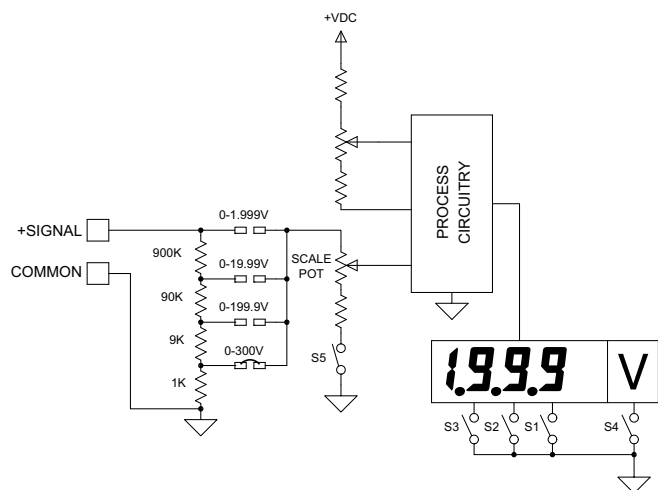 +VDC
0-1.999V
+SIGNAL
900K
0-19.99V
SCALE
POT
COMMON
90K
0-199.9V
9K
0-300V
1K
S5
PROCESS
CIRCUITRY
1.9.9.9 V
S3 S2 S1 S4